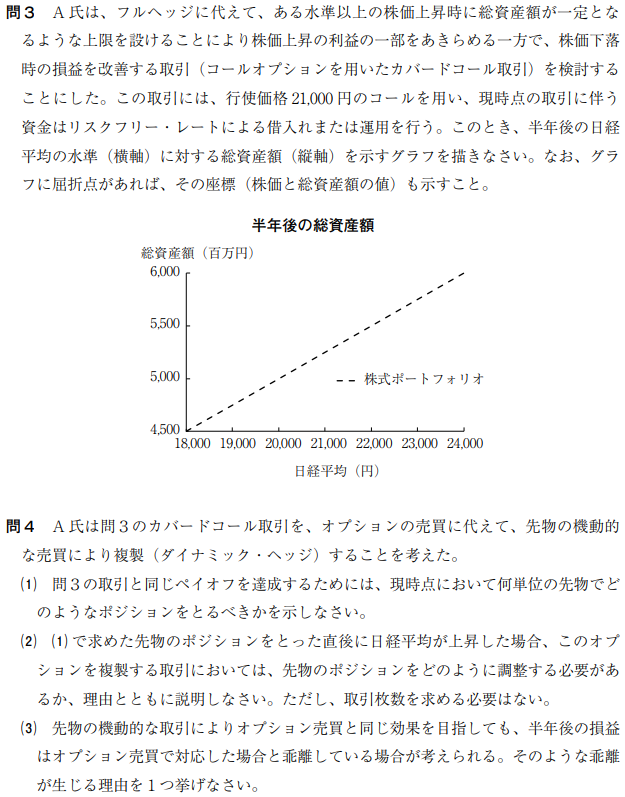 問3 A氏は、フルヘッジに代えて、ある水準以上の株価上昇時に総資産額が一定とな
るような上限を設けることにより株価上昇の利益の一部をあきらめる一方で、株価下落
時の損益を改善する取引（コールオプションを用いたカバードコール取引）を検討する
ことにした。この取引には、行使価格21,000円のコールを用い、現時点の取引に伴う
資金はリスクフリー・レートによる借入れまたは運用を行う。このとき、半年後の日経
平均の水準（横軸）に対する総資産額（縦軸）を示すグラフを描きなさい。なお、グラ
フに屈折点があれば、その座標（株価と総資産額の値）も示すこと。
半年後の総資産額
総資産額（百万円）
6,000
5,500
5,000
4,500
株式ポートフォリオ
18,000 19,000 20,000 21,000 22,000 23,000 24,000
日経平均（円）
問4 A氏は問3のカバードコール取引を、オプションの売買に代えて、先物の機動的
な売買により複製（ダイナミック・ヘッジ）することを考えた。
(1) 問3の取引と同じペイオフを達成するためには、現時点において何単位の先物でど
のようなポジションをとるべきかを示しなさい。
(2) (1)で求めた先物のポジションをとった直後に日経平均が上昇した場合、このオプ
ションを複製する取引においては、先物のポジションをどのように調整する必要があ
るか、理由とともに説明しなさい。ただし、取引枚数を求める必要はない。
(3) 先物の機動的な取引によりオプション売買と同じ効果を目指しても、半年後の損益
はオプション売買で対応した場合と乖離している場合が考えられる。そのような乖離
が生じる理由を1つ挙げなさい。